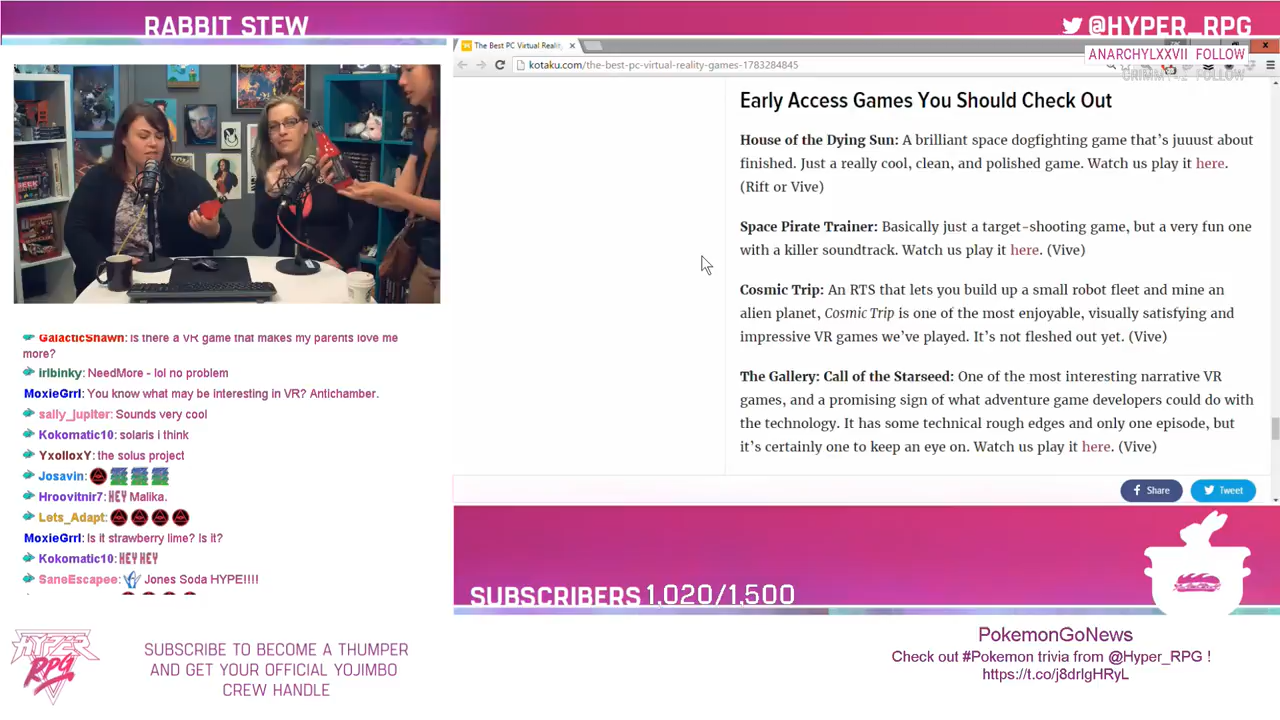 RABBIT STEW
@HYPER_RPG
The Best PC Virtual Realit
kotaku.com/the-best-pc-virtual-reality-games-1783284845
ANARCHYLXXVII FOLLOW
Early Access Games You Should Check Out
House of the Dying Sun: A brilliant space dogfighting game that's juuust about
finished. Just a really cool, clean, and polished game. Watch us play it here.
(Rift or Vive)
Space Pirate Trainer: Basically just a target-shooting game, but a very fun one
with a killer soundtrack. Watch us play it here. (Vive)
Cosmic Trip: An RTS that lets you build up a small robot fleet and mine an
alien planet, Cosmic Trip is one of the most enjoyable, visually satisfying and
impressive VR games we've played. It's not fleshed out yet. (Vive)
The Gallery: Call of the Starseed: One of the most interesting narrative VR
games, and a promising sign of what adventure game developers could do with
the technology. It has some technical rough edges and only one episode, but
it's certainly one to keep an eye on. Watch us play it here. (Vive)
Share
Tweet
GalacticShawn: Is there a VR game that makes my parents love me
more?
irlbinky: NeedMore - lol no problem
MoxieGrrl: You know what may be interesting in VR? Antichamber.
sally_jupiter: Sounds very cool
Kokomatic10: solaris i think
YxolloxY: the solus project
Josavin:
Hroovitnir7: HEY Malika.
Lets_Adapt:
MoxieGrrl: Is it strawberry lime? Is it?
Kokomatic10: HEY HEY
SaneEscapee: Jones Soda HYPE!!!!
SUBSCRIBERS 1,020/1,500
HYPER
RPG
SUBSCRIBE TO BECOME A THUMPER
AND GET YOUR OFFICIAL YOJIMBO
CREW HANDLE
PokemonGoNews
Check out #Pokemon trivia from @Hyper_RPG !
https://t.co/j8drIgHRyL